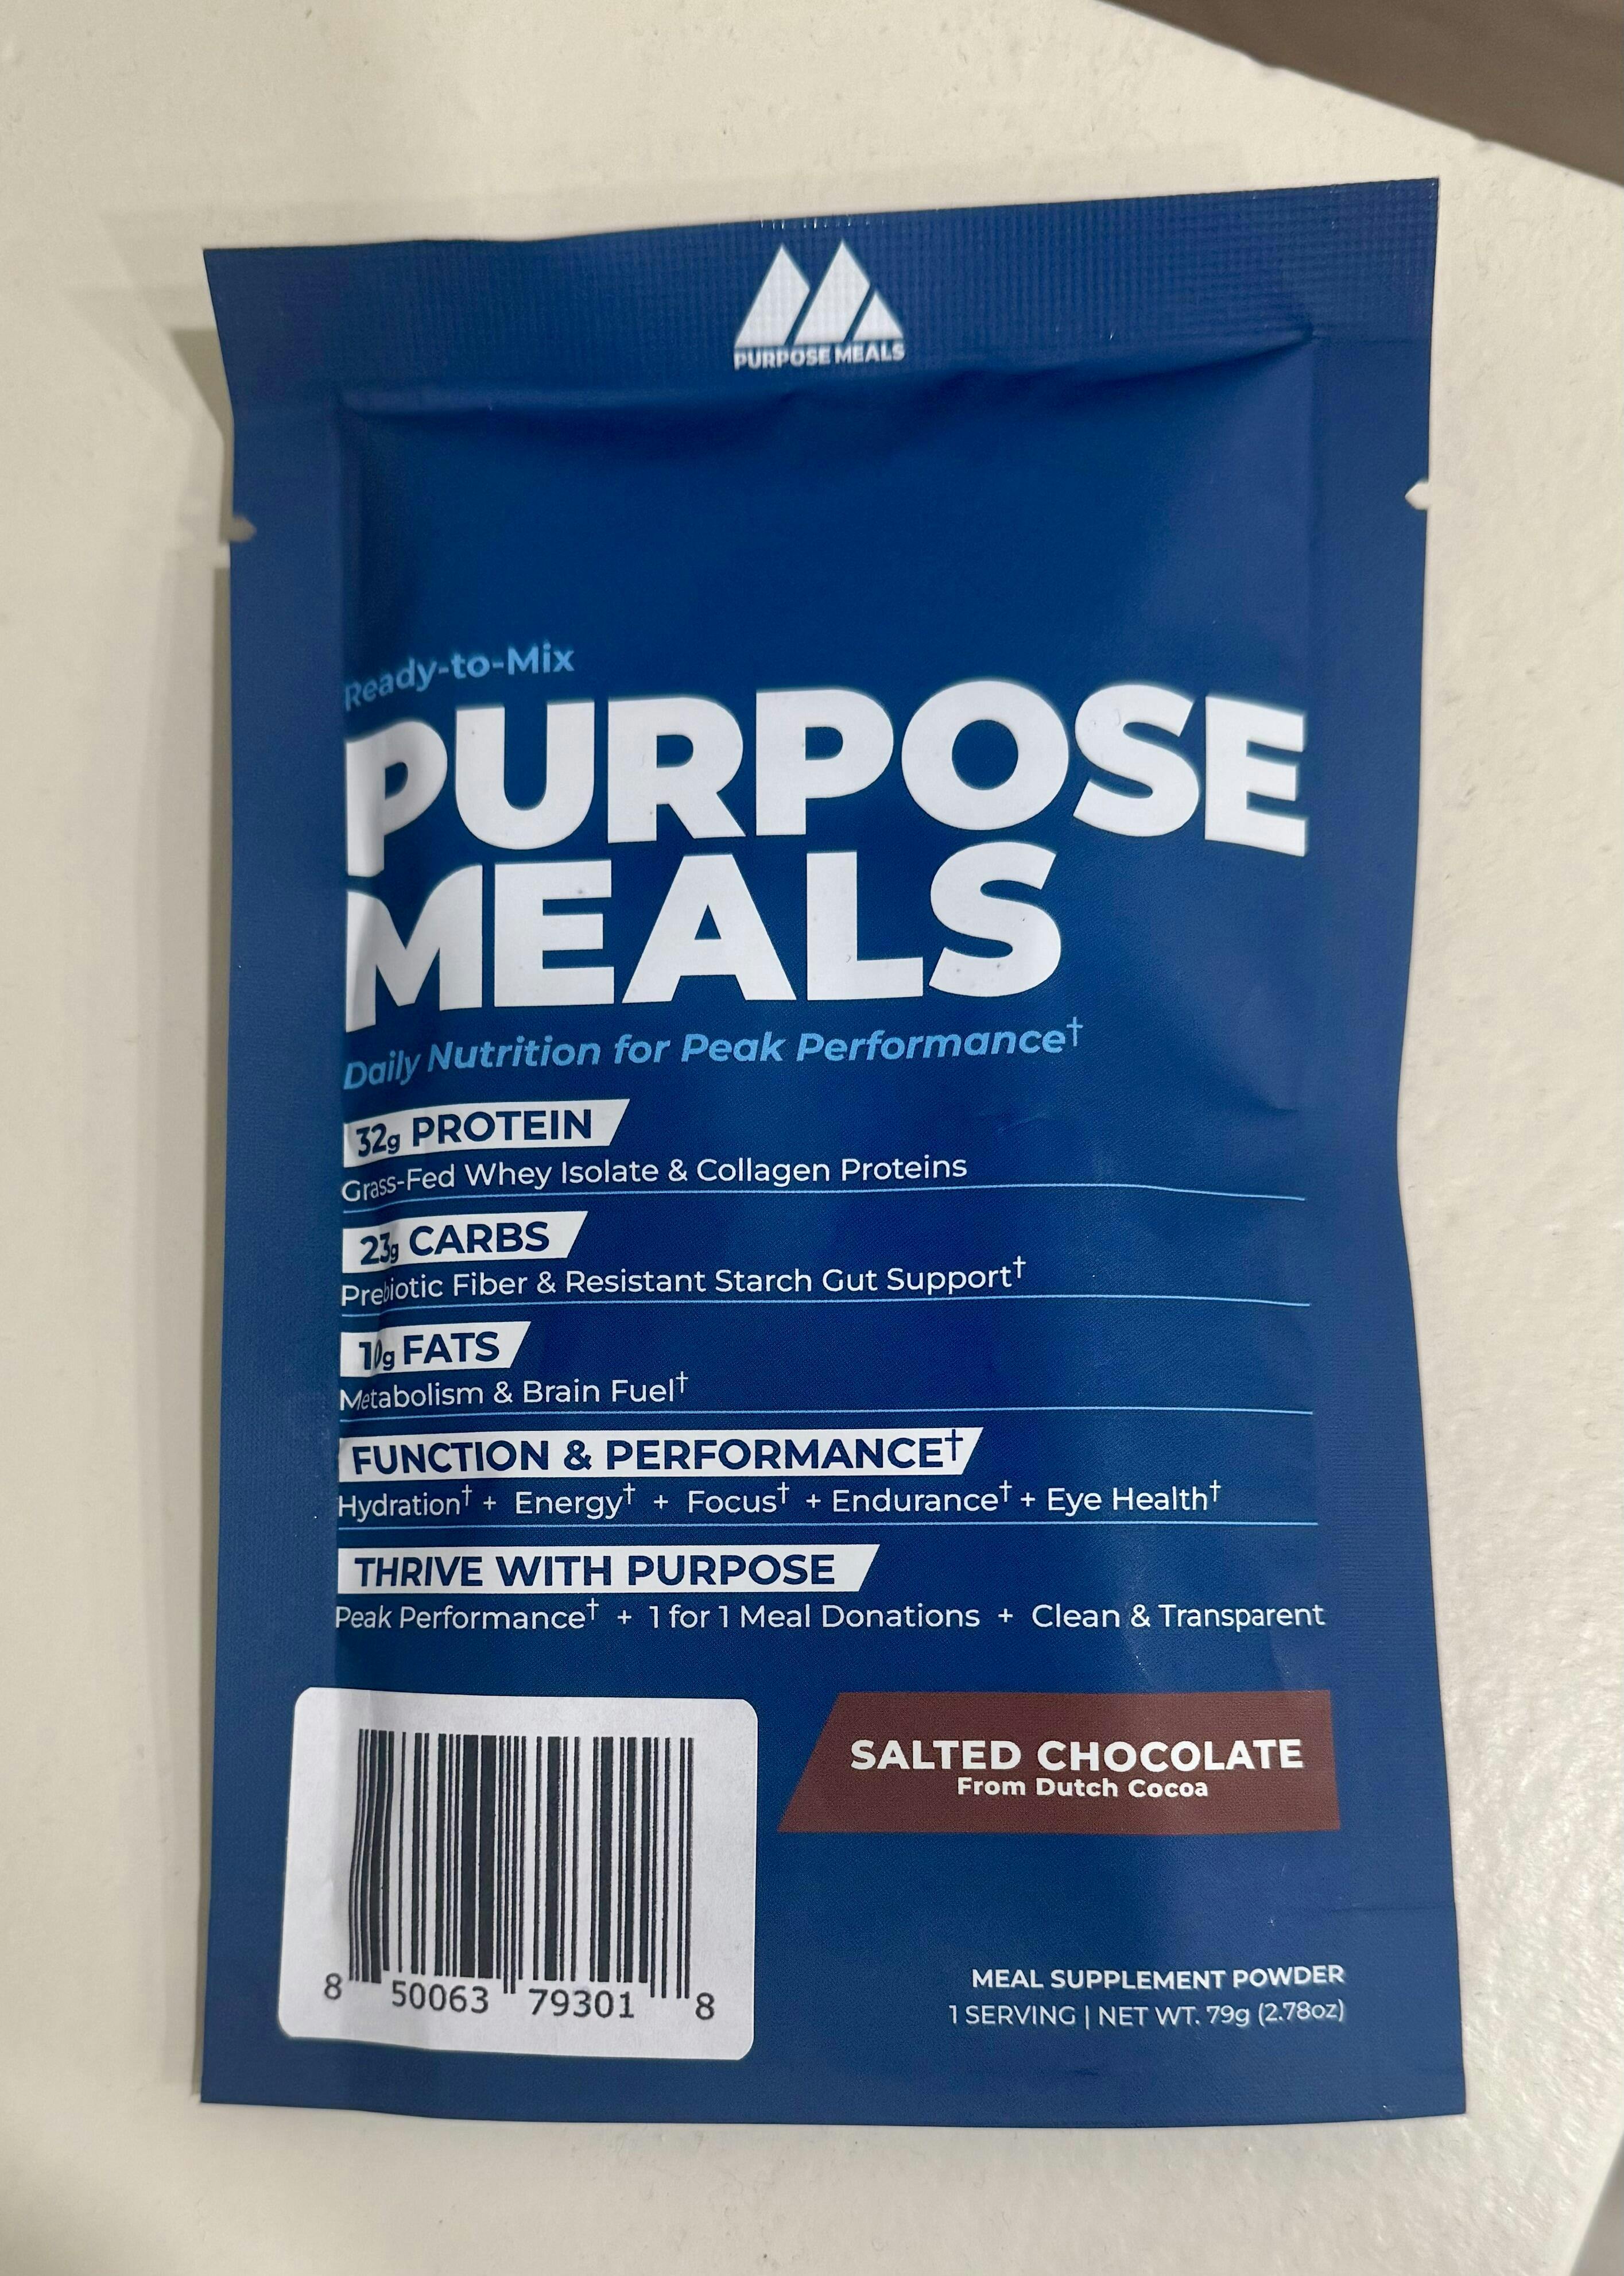 PURPOSE MEALS
Ready-to-Mix
PURPOSE
MEALS
Daily Nutrition for Peak Performance†
32g PROTEIN
Grass-Fed Whey Isolate & Collagen Proteins
23g CARBS
Prebiotic Fiber & Resistant Starch Gut Support†
10g FATS
Metabolism & Brain Fuel†
FUNCTION & PERFORMANCE†
Hydration† + Energy† + Focus† + Endurance† + Eye Health†
THRIVE WITH PURPOSE
Peak Performance† + 1 for 1 Meal Donations + Clean & Transparent
SALTED CHOCOLATE
From Dutch Cocoa
8 50063 79301 8
MEAL SUPPLEMENT POWDER
1 SERVING | NET WT. 79g (2.78oz)